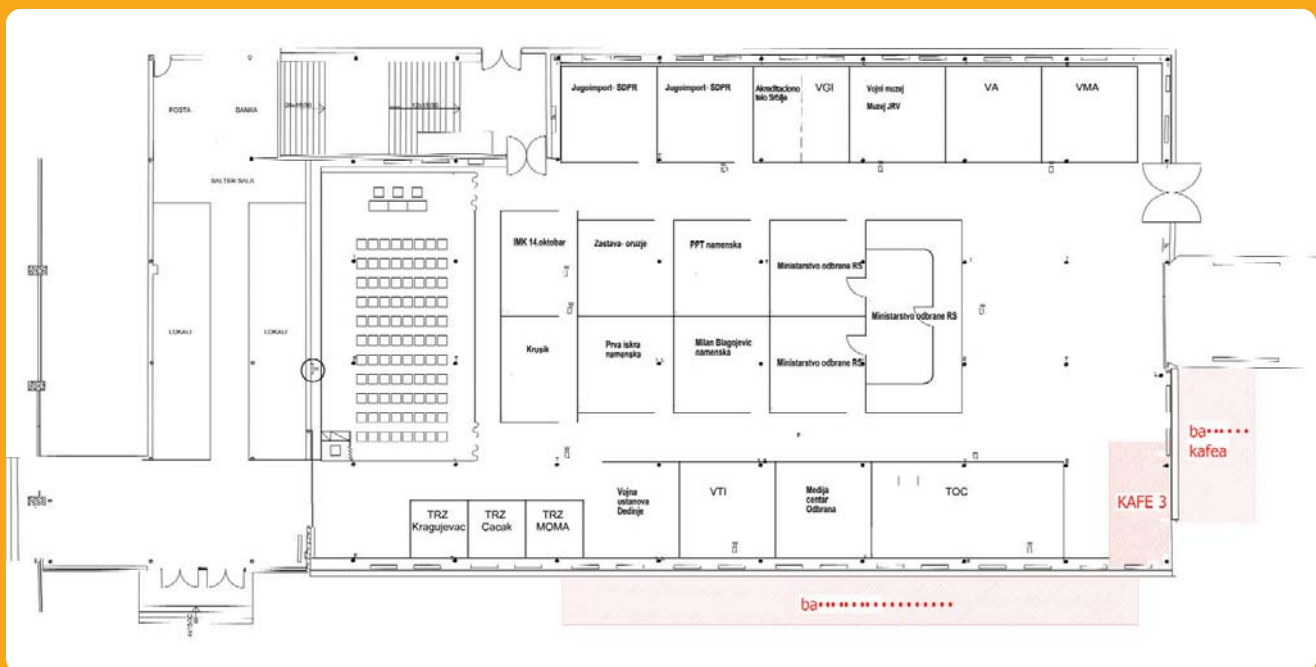 Jugoimport- SDPR
Jugoimport- SDPR
Akreditaciono
telo Srbije
VGI
Vojni muzej
Muzej JRV
VA
VMA
POSTA
BANKA
SALTER SALA
LOKALI
LOKALI
IMK 14.oktobar
Zastava- oruzje
PPT namenska
Ministarstvo odbrane RS
Ministarstvo odbrane RS
Krusik
Prva iskra
namenska
Milan Blagojevic
namenska
Ministarstvo odbrane RS
kafea
KAFE 3
TRZ
Kragujevac
TRZ
Cacak
TRZ
MOMA
Vojna
ustanova
Dedinje
VTI
Medija
centar
Odbrana
TOC